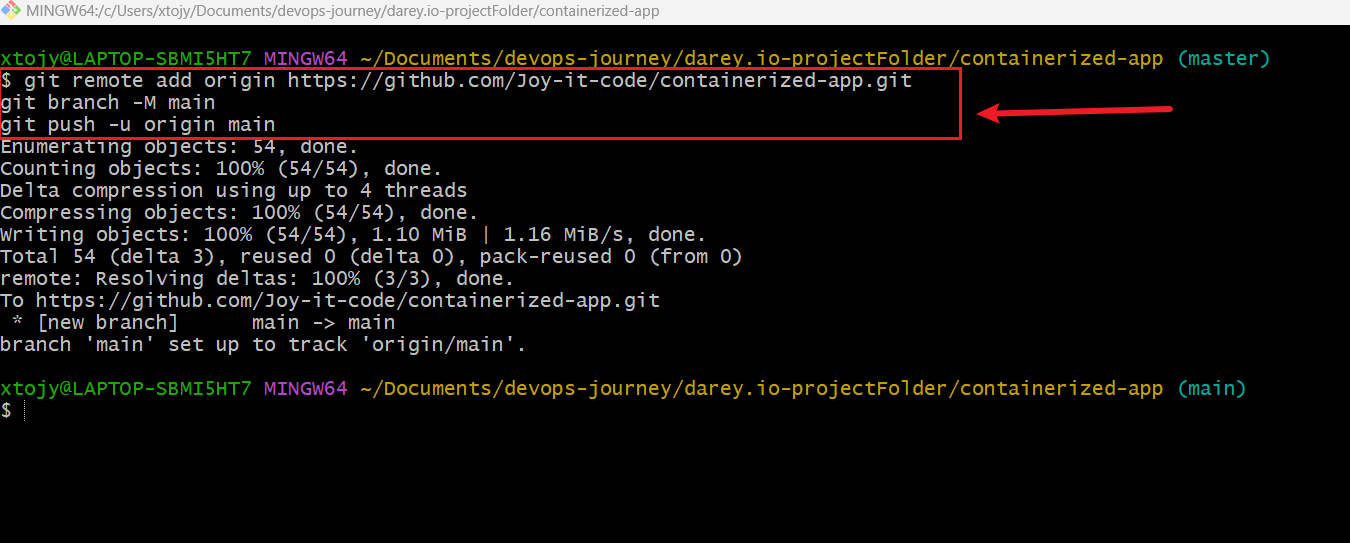 MINGW64:/c/Users/xtojy/Documents/devops-journey/darey.io-projectFolder/containerized-app
xtojy@LAPTOP-SBMI5HT7 MINGW64 ~/Documents/devops-journey/darey.io-projectFolder/containerized-app (master)
$ git remote add origin https://github.com/Joy-it-code/containerized-app.git
git branch -M main
git push -u origin main
Enumerating objects: 54, done.
Counting objects: 100% (54/54), done.
Delta compression using up to 4 threads
Compressing objects: 100% (54/54), done.
Writing objects: 100% (54/54), 1.10 MiB | 1.16 MiB/s, done.
Total 54 (delta 3), reused 0 (delta 0), pack-reused 0 (from 0)
remote: Resolving deltas: 100% (3/3), done.
To https://github.com/Joy-it-code/containerized-app.git
 * [new branch]      main -> main
branch 'main' set up to track 'origin/main'.
xtojy@LAPTOP-SBMI5HT7 MINGW64 ~/Documents/devops-journey/darey.io-projectFolder/containerized-app (main)
$